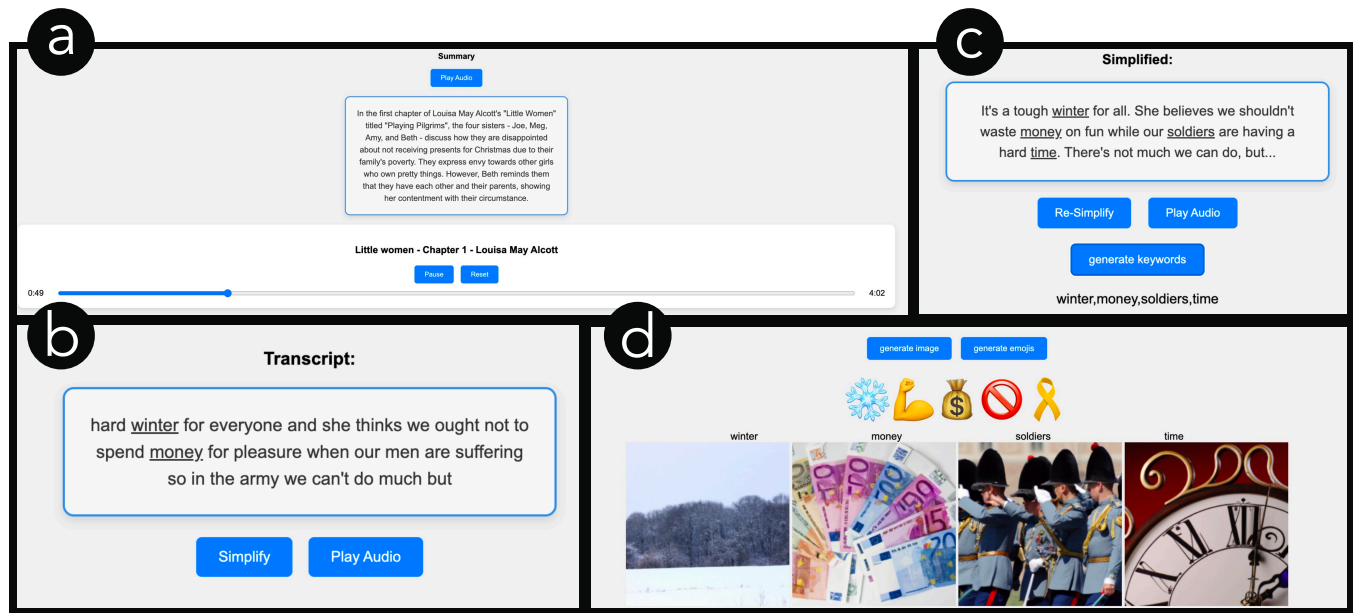 a
Summary
Play Audio
In the first chapter of Louisa May Alcott's "Little Women"
titled "Playing Pilgrims", the four sisters - Joe, Meg,
Amy, and Beth - discuss how they are disappointed
about not receiving presents for Christmas due to their
family's poverty. They express envy towards other girls
who own pretty things. However, Beth reminds them
that they have each other and their parents, showing
her contentment with their circumstance.
Little women - Chapter 1 - Louisa May Alcott
Pause Reset
0:49 4:02
c
Simplified:
It's a tough winter for all. She believes we shouldn't
waste money on fun while our soldiers are having a
hard time. There's not much we can do, but...
Re-Simplify Play Audio
generate keywords
winter,money,soldiers,time
b
Transcript:
hard winter for everyone and she thinks we ought not to
spend money for pleasure when our men are suffering
so in the army we can't do much but
Simplify Play Audio
d
generate image generate emojis
winter money soldiers time